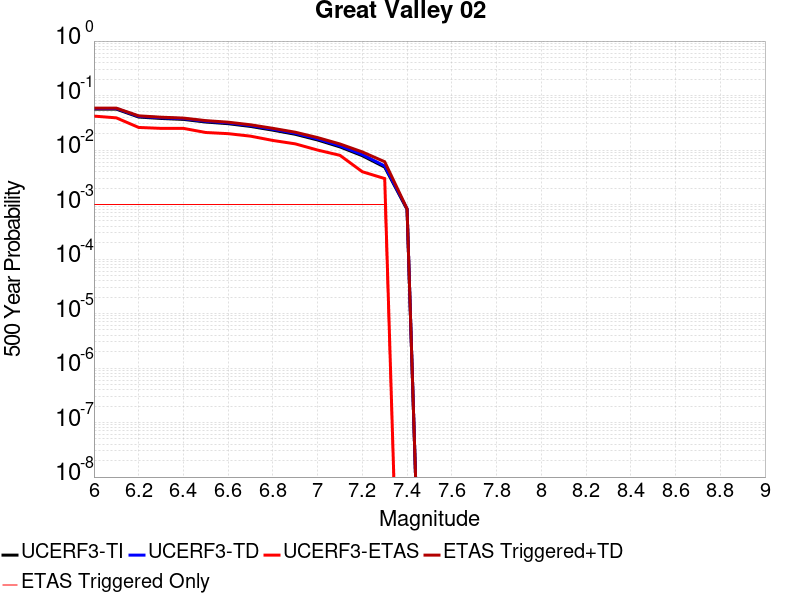 Great Valley 02
10^0
10^-1
10^-2
10^-3
10^-4
10^-5
10^-6
10^-7
10^-8
500 Year Probability
6 6.2 6.4 6.6 6.8 7 7.2 7.4 7.6 7.8 8 8.2 8.4 8.6 8.8 9
Magnitude
UCERF3-TI UCERF3-TD UCERF3-ETAS ETAS Triggered+TD
ETAS Triggered Only